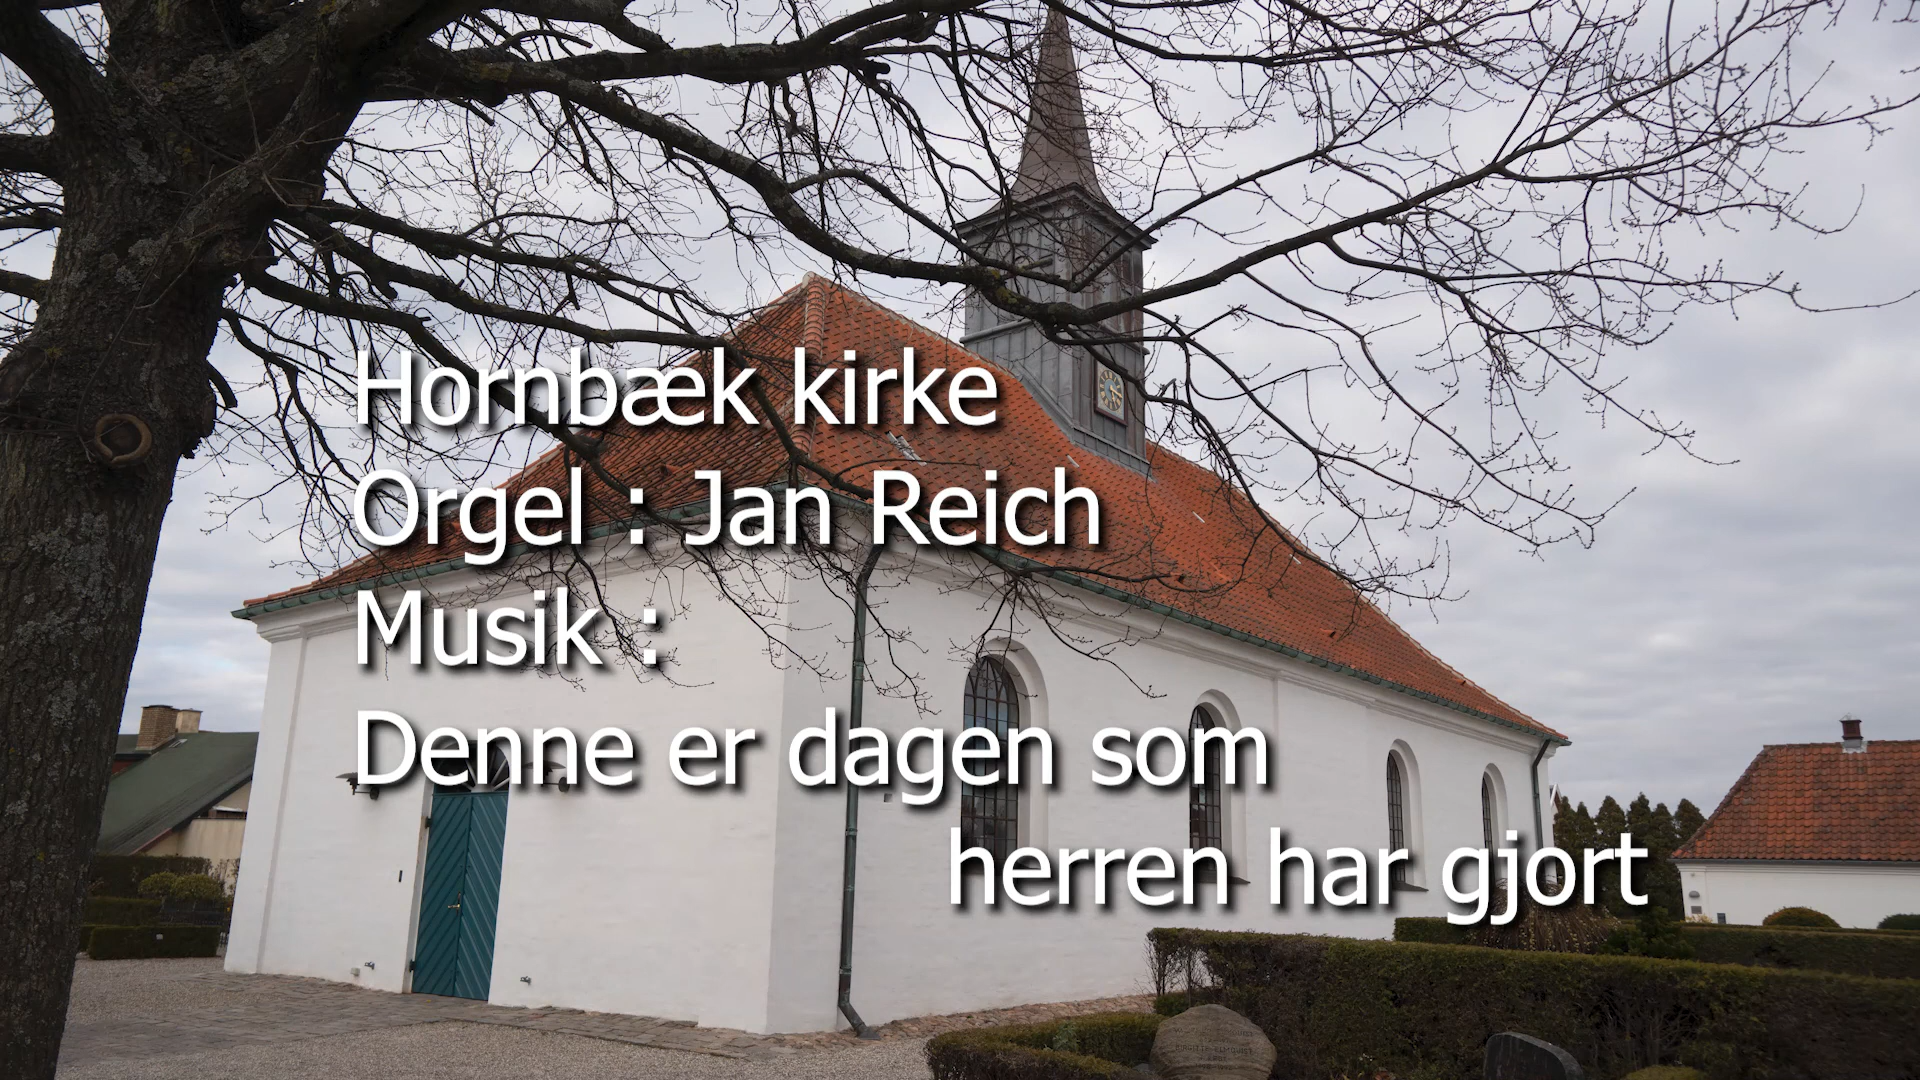 Hornbæk kirke
Orgel : Jan Reich
Musik :
Denne er dagen som
herren har gjort